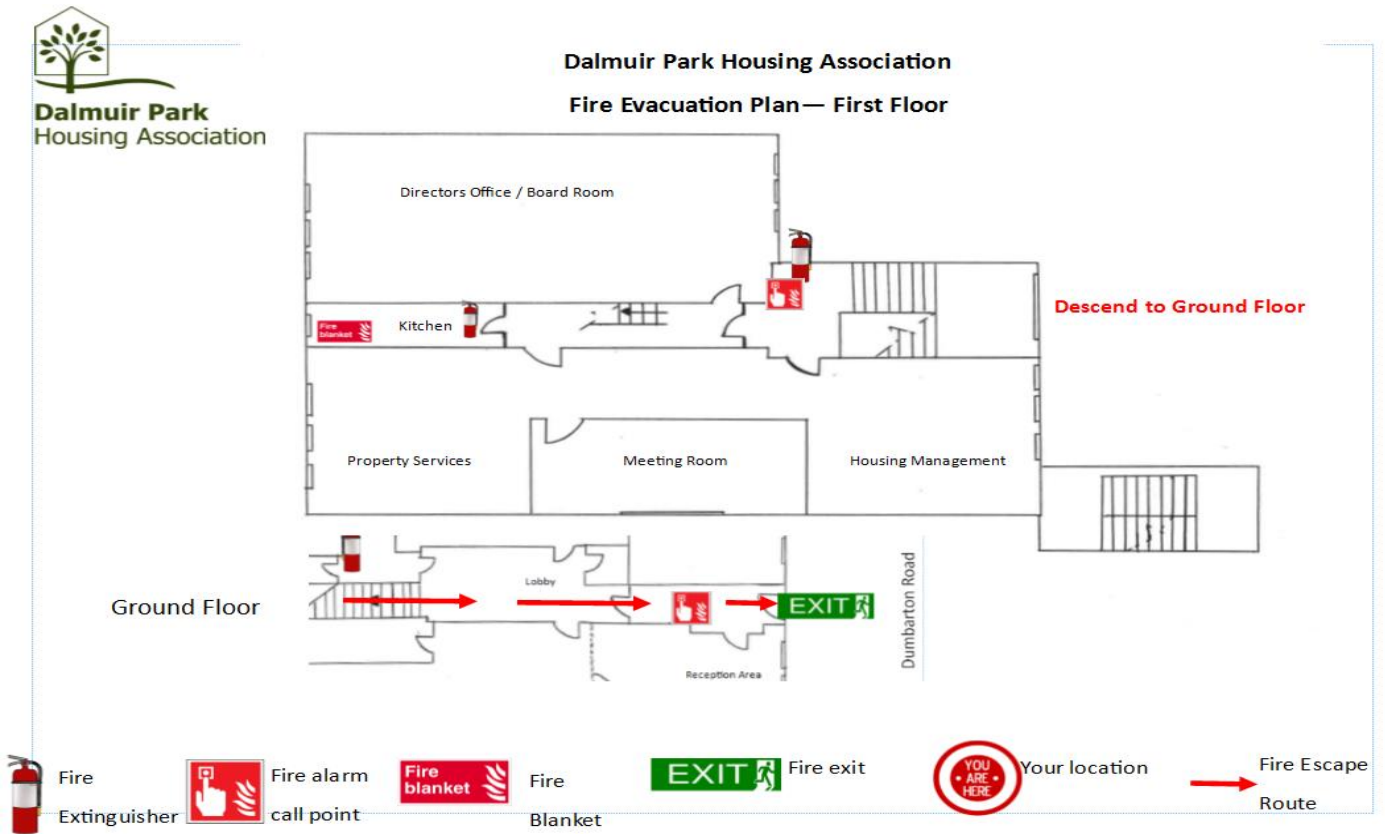 Dalmuir Park
Housing Association
Dalmuir Park Housing Association
Fire Evacuation Plan— First Floor
Directors Office / Board Room
Descend to Ground Floor
Fire
blanket
Kitchen
Property Services
Meeting Room
Housing Management
Ground Floor
Lobby
EXIT
Dumbarton Road
Reception Area
Fire
Extinguisher
Fire alarm
call point
Fire
blanket
Fire
Blanket
EXIT
Fire exit
YOU
ARE
HERE
Your location
Fire Escape
Route